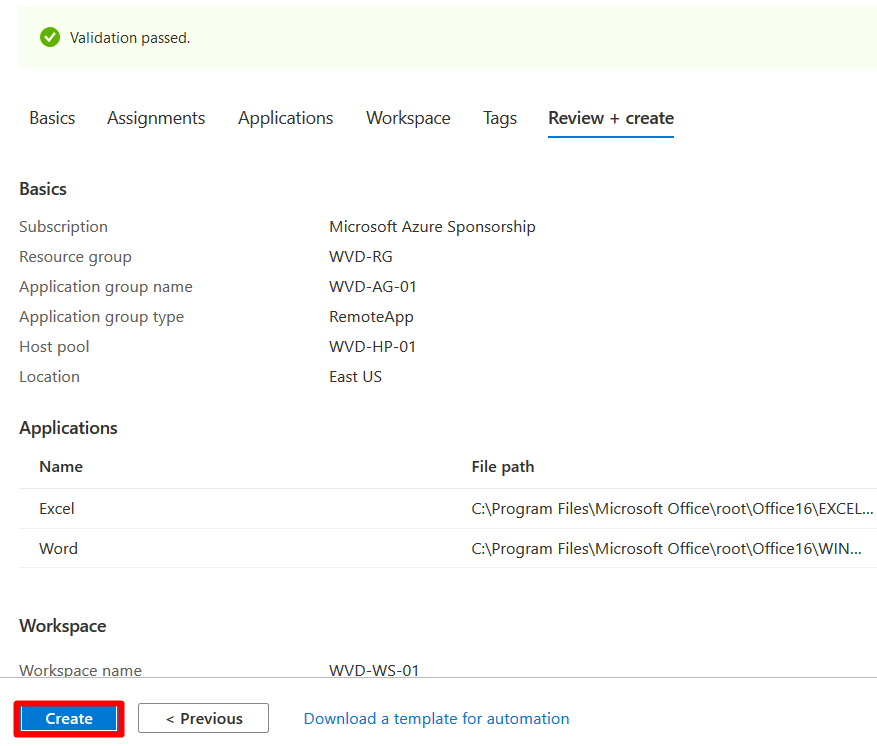 Validation passed.
Basics Assignments Applications Workspace Tags Review + create
Basics
Subscription Microsoft Azure Sponsorship
Resource group WVD-RG
Application group name WVD-AG-01
Application group type RemoteApp
Host pool WVD-HP-01
Location East US
Applications
Name File path
Excel C:\Program Files\Microsoft Office\root\Office16\EXCEL...
Word C:\Program Files\Microsoft Office\root\Office16\WIN...
Workspace
Workspace name WVD-WS-01
Create < Previous Download a template for automation